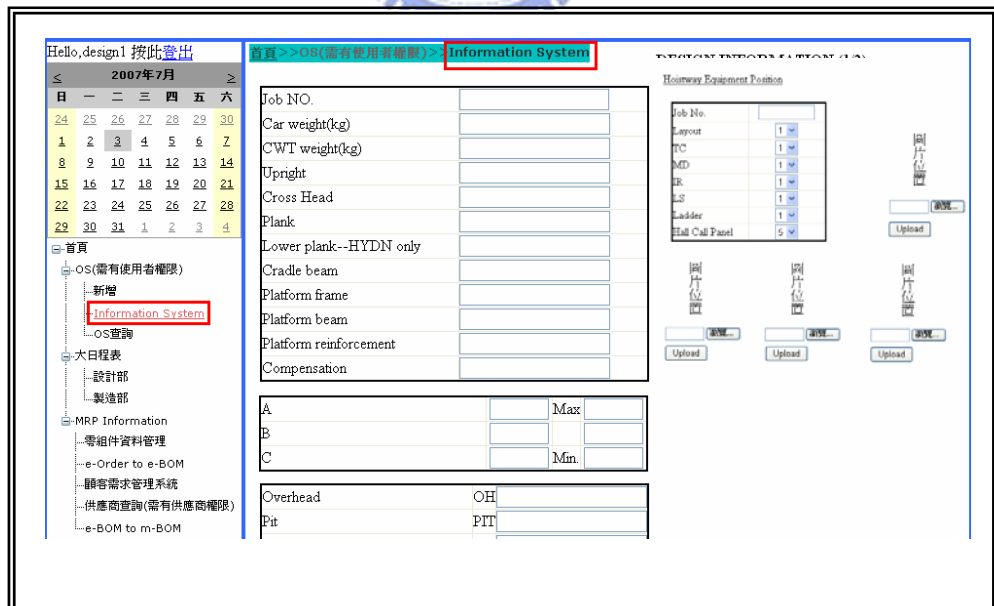 Hello,design1 按此登出
≤ 2007年7月 ≥
日 一 二 三 四 五 六
24 25 26 27 28 29 30
1 2 3 4 5 6 7
8 9 10 11 12 13 14
15 16 17 18 19 20 21
22 23 24 25 26 27 28
29 30 31 1 2 3 4
首頁
OS(需有使用者權限)
新增
Information System
OS查詢
大日程表
設計部
製造部
MRP Information
零組件資料管理
e-Order to e-BOM
顧客需求管理系統
供應商查詢(需有供應商權限)
e-BOM to m-BOM
首頁>>OS(需有使用者權限)>>Information System
Job NO.
Car weight(kg)
CWT weight(kg)
Upright
Cross Head
Plank
Lower plank--HYDN only
Cradle beam
Platform frame
Platform beam
Platform reinforcement
Compensation
A Max
B
C Min.
Overhead OH
Pit PIT
DESIGN INFORMATION
Hoistway Equipment Position
Job No.
Layout 1
TC 1
MD 1
IR 1
LS 1
Ladder 1
Hall Call Panel 5
圖片位置
瀏覽...
Upload
圖片位置
瀏覽...
Upload
圖片位置
瀏覽...
Upload
圖片位置
瀏覽...
Upload